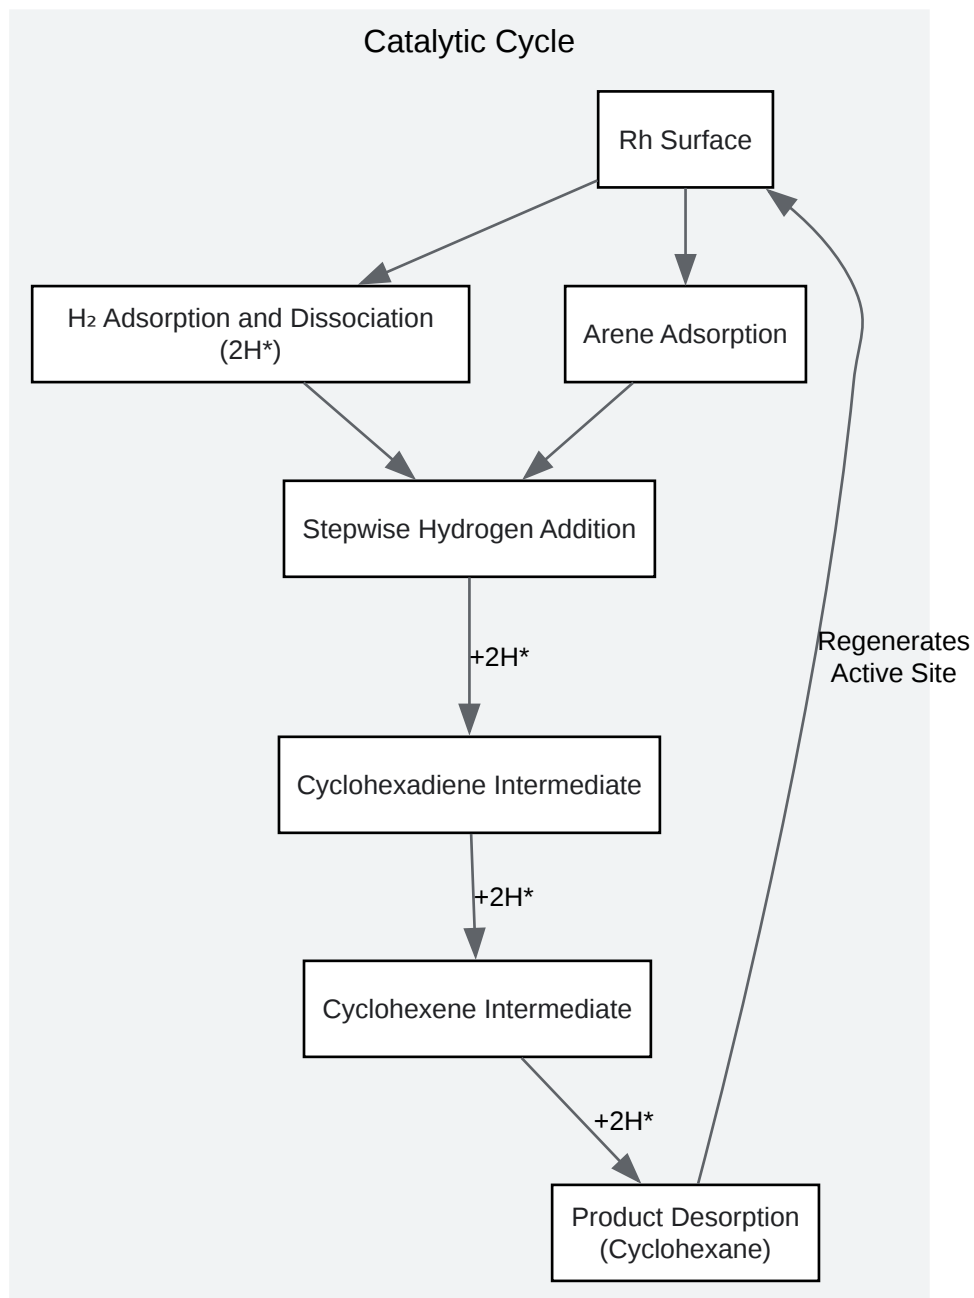 Catalytic Cycle
Rh Surface
H₂ Adsorption and Dissociation
(2H*)
Arene Adsorption
Stepwise Hydrogen Addition
+2H*
Regenerates
Active Site
Cyclohexadiene Intermediate
+2H*
Cyclohexene Intermediate
+2H*
Product Desorption
(Cyclohexane)